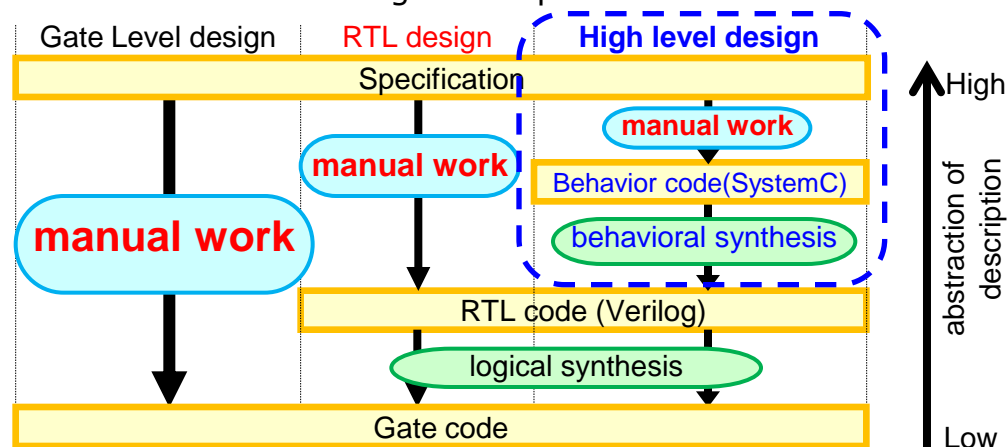 Gate Level design
RTL design
High level design
Specification
High
manual work
manual work
Behavior code(SystemC)
manual work
behavioral synthesis
abstraction of
description
RTL code (Verilog)
logical synthesis
Gate code
Low